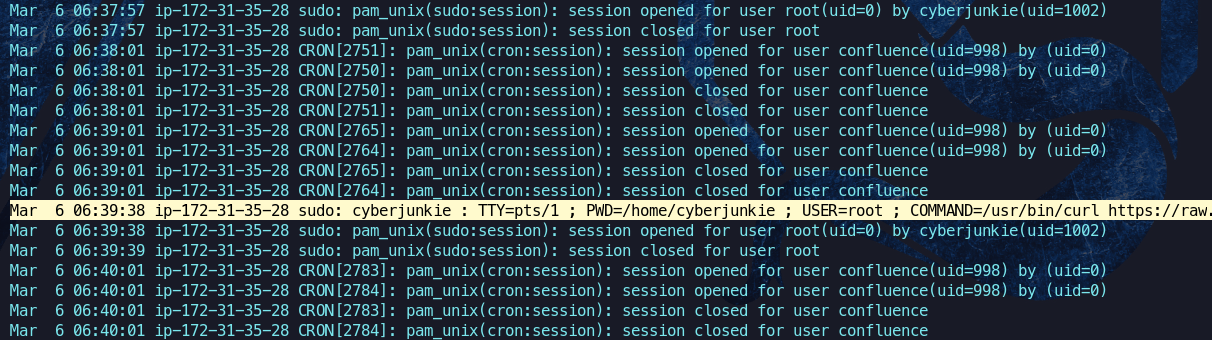 Mar  6 06:37:57 ip-172-31-35-28 sudo: pam_unix(sudo:session): session opened for user root(uid=0) by cyberjunkie(uid=1002)
Mar  6 06:37:57 ip-172-31-35-28 sudo: pam_unix(sudo:session): session closed for user root
Mar  6 06:38:01 ip-172-31-35-28 CRON[2751]: pam_unix(cron:session): session opened for user confluence(uid=998) by (uid=0)
Mar  6 06:38:01 ip-172-31-35-28 CRON[2750]: pam_unix(cron:session): session opened for user confluence(uid=998) by (uid=0)
Mar  6 06:38:01 ip-172-31-35-28 CRON[2750]: pam_unix(cron:session): session closed for user confluence
Mar  6 06:38:01 ip-172-31-35-28 CRON[2751]: pam_unix(cron:session): session closed for user confluence
Mar  6 06:39:01 ip-172-31-35-28 CRON[2765]: pam_unix(cron:session): session opened for user confluence(uid=998) by (uid=0)
Mar  6 06:39:01 ip-172-31-35-28 CRON[2764]: pam_unix(cron:session): session opened for user confluence(uid=998) by (uid=0)
Mar  6 06:39:01 ip-172-31-35-28 CRON[2765]: pam_unix(cron:session): session closed for user confluence
Mar  6 06:39:01 ip-172-31-35-28 CRON[2764]: pam_unix(cron:session): session closed for user confluence
Mar  6 06:39:38 ip-172-31-35-28 sudo: cyberjunkie : TTY=pts/1 ; PWD=/home/cyberjunkie ; USER=root ; COMMAND=/usr/bin/curl https://raw.
Mar  6 06:39:38 ip-172-31-35-28 sudo: pam_unix(sudo:session): session opened for user root(uid=0) by cyberjunkie(uid=1002)
Mar  6 06:39:39 ip-172-31-35-28 sudo: pam_unix(sudo:session): session closed for user root
Mar  6 06:40:01 ip-172-31-35-28 CRON[2783]: pam_unix(cron:session): session opened for user confluence(uid=998) by (uid=0)
Mar  6 06:40:01 ip-172-31-35-28 CRON[2784]: pam_unix(cron:session): session opened for user confluence(uid=998) by (uid=0)
Mar  6 06:40:01 ip-172-31-35-28 CRON[2783]: pam_unix(cron:session): session closed for user confluence
Mar  6 06:40:01 ip-172-31-35-28 CRON[2784]: pam_unix(cron:session): session closed for user confluence